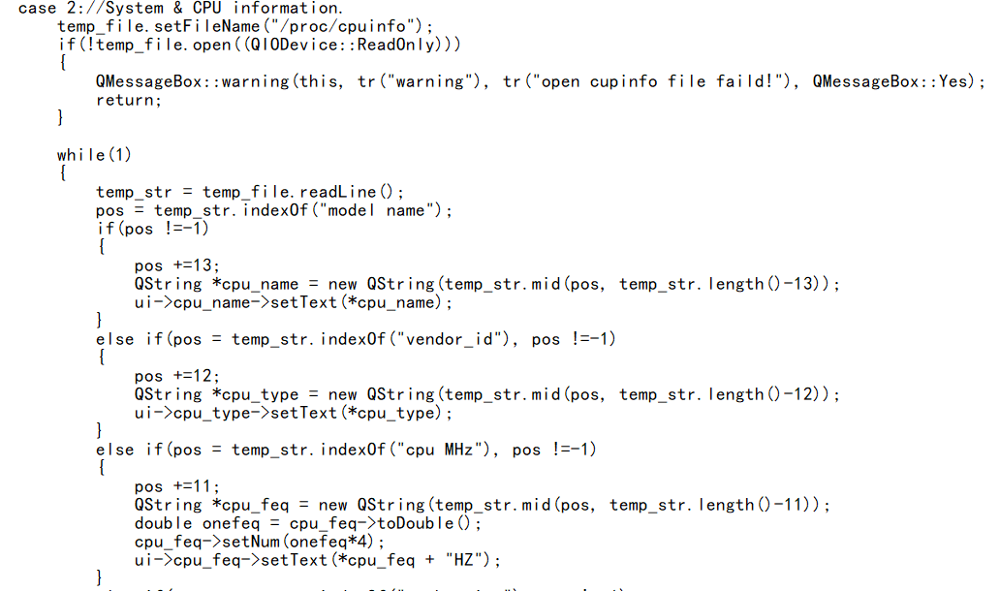 case 2://System & CPU information.
temp_file.setFileName("/proc/cpuinfo");
if(!temp_file.open((QIODevice::ReadOnly)))
{
QMessageBox::warning(this, tr("warning"), tr("open cupinfo file faild!"), QMessageBox::Yes);
return;
}
while(1)
{
temp_str = temp_file.readLine();
pos = temp_str.indexOf("model name");
if(pos !=-1)
{
pos +=13;
QString *cpu_name = new QString(temp_str.mid(pos, temp_str.length()-13));
ui->cpu_name->setText(*cpu_name);
}
else if(pos = temp_str.indexOf("vendor_id"), pos !=-1)
{
pos +=12;
QString *cpu_type = new QString(temp_str.mid(pos, temp_str.length()-12));
ui->cpu_type->setText(*cpu_type);
}
else if(pos = temp_str.indexOf("cpu MHz"), pos !=-1)
{
pos +=11;
QString *cpu_feq = new QString(temp_str.mid(pos, temp_str.length()-11));
double onefeq = cpu_feq->toDouble();
cpu_feq->setNum(onefeq*4);
ui->cpu_feq->setText(*cpu_feq + "HZ");
}